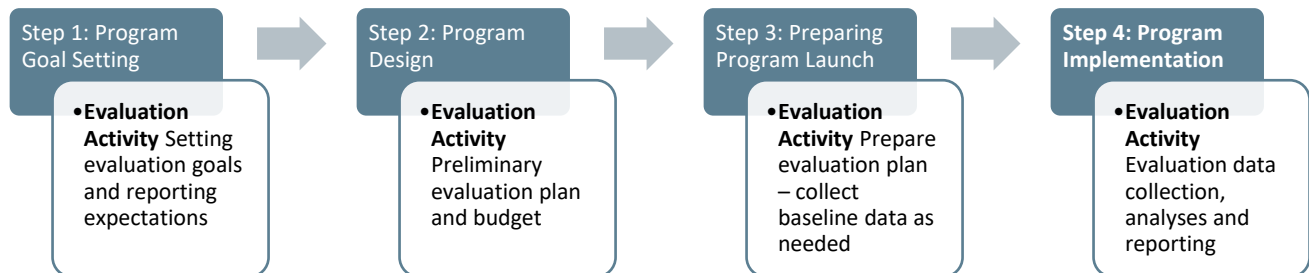 Step 1: Program
Goal Setting
•Evaluation
Activity Setting
evaluation goals
and reporting
expectations
Step 2: Program
Design
•Evaluation
Activity
Preliminary
evaluation plan
and budget
Step 3: Preparing
Program Launch
•Evaluation
Activity Prepare
evaluation plan
– collect
baseline data as
needed
Step 4: Program
Implementation
•Evaluation
Activity
Evaluation data
collection,
analyses and
reporting